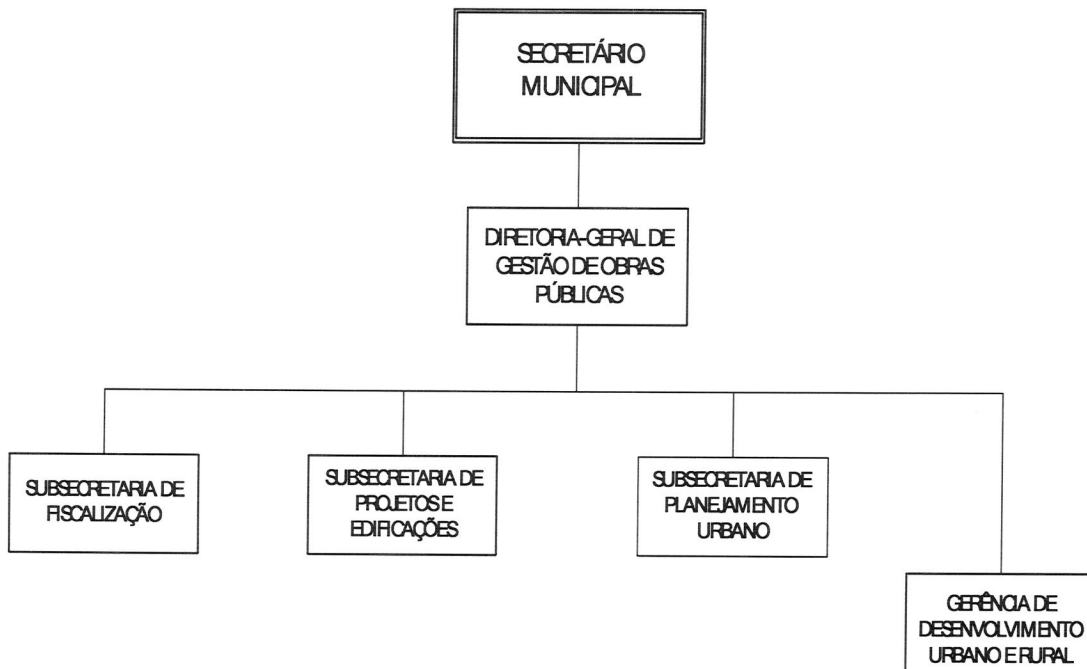 SECRETÁRIO
MUNICIPAL
DIRETORIA-GERAL DE
GESTÃO DE OBRAS
PÚBLICAS
SUBSECRETARIA DE
FISCALIZAÇÃO
SUBSECRETARIA DE
PROJETOS E
EDIFICAÇÕES
SUBSECRETARIA DE
PLANEJAMENTO
URBANO
GERÊNCIA DE
DESENVOLVIMENTO
URBANO E RURAL